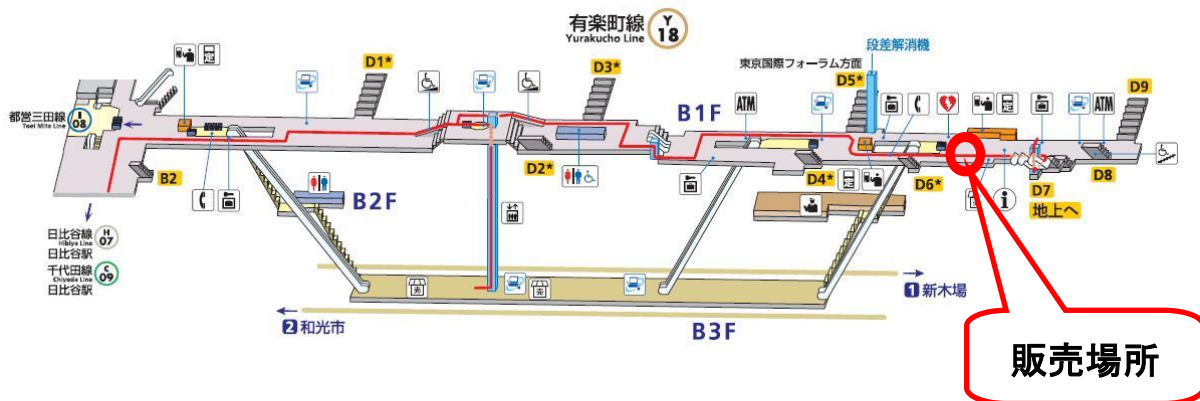 有楽町線
Yurakucho Line
Y
18
段差解消機
東京国際フォーラム方面
D1*
D3*
D5*
D9
ATM
ATM
B1F
都営三田線
Toei Mita Line
I
08
B2
D2*
D4*
D6*
D7
地上へ
D8
i
B2F
日比谷線
Hibiya Line
日比谷駅
H
07
千代田線
Chiyoda Line
日比谷駅
C
09
売
売
1 新木場
2 和光市
B3F
販売場所